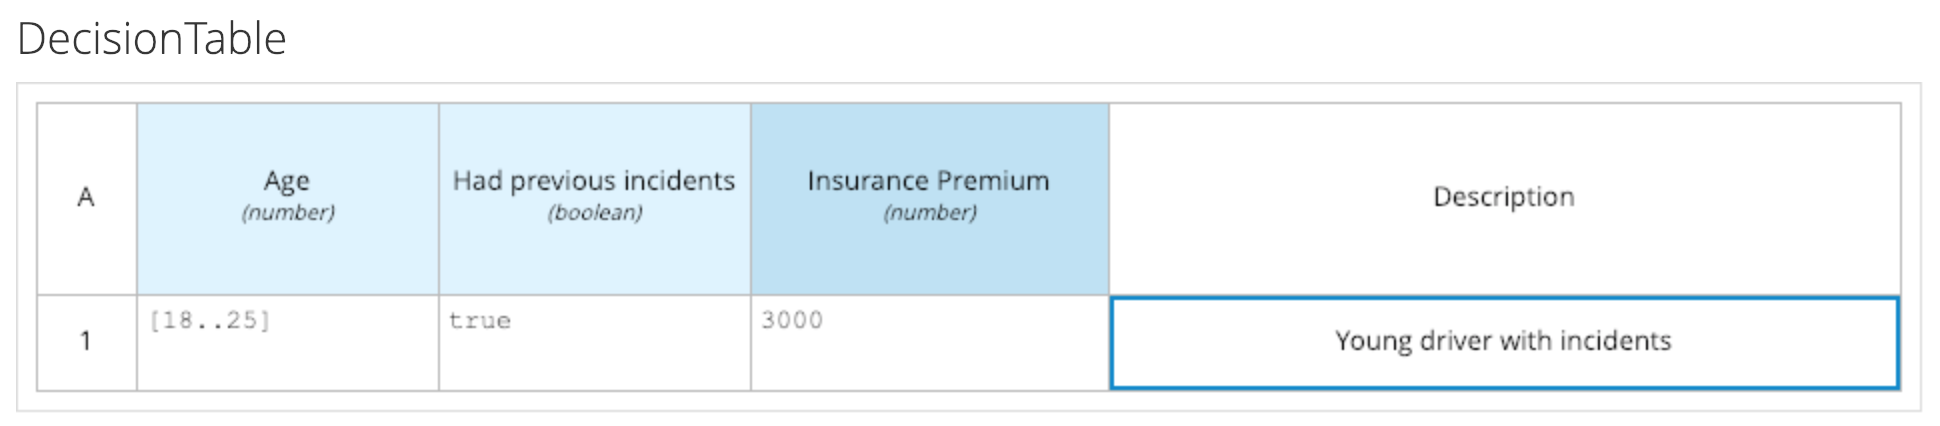 DecisionTable
A
Age
(number)
Had previous incidents
(boolean)
Insurance Premium
(number)
Description
1
[18..25]
true
3000
Young driver with incidents